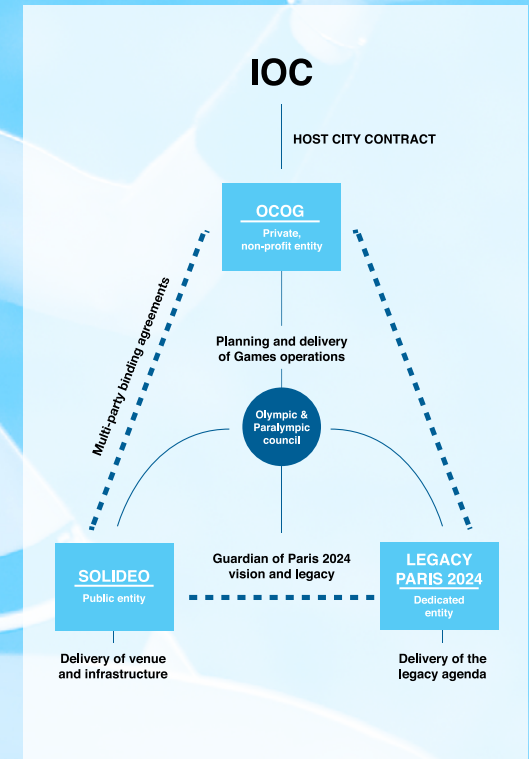 IOC
HOST CITY CONTRACT
OCOG
Private,
non-profit entity
Multi-party binding agreements
Planning and delivery
of Games operations
Olympic &
Paralympic
council
Guardian of Paris 2024
vision and legacy
SOLIDEO
Public entity
Delivery of venue
and infrastructure
LEGACY
PARIS 2024
Dedicated
entity
Delivery of the
legacy agenda